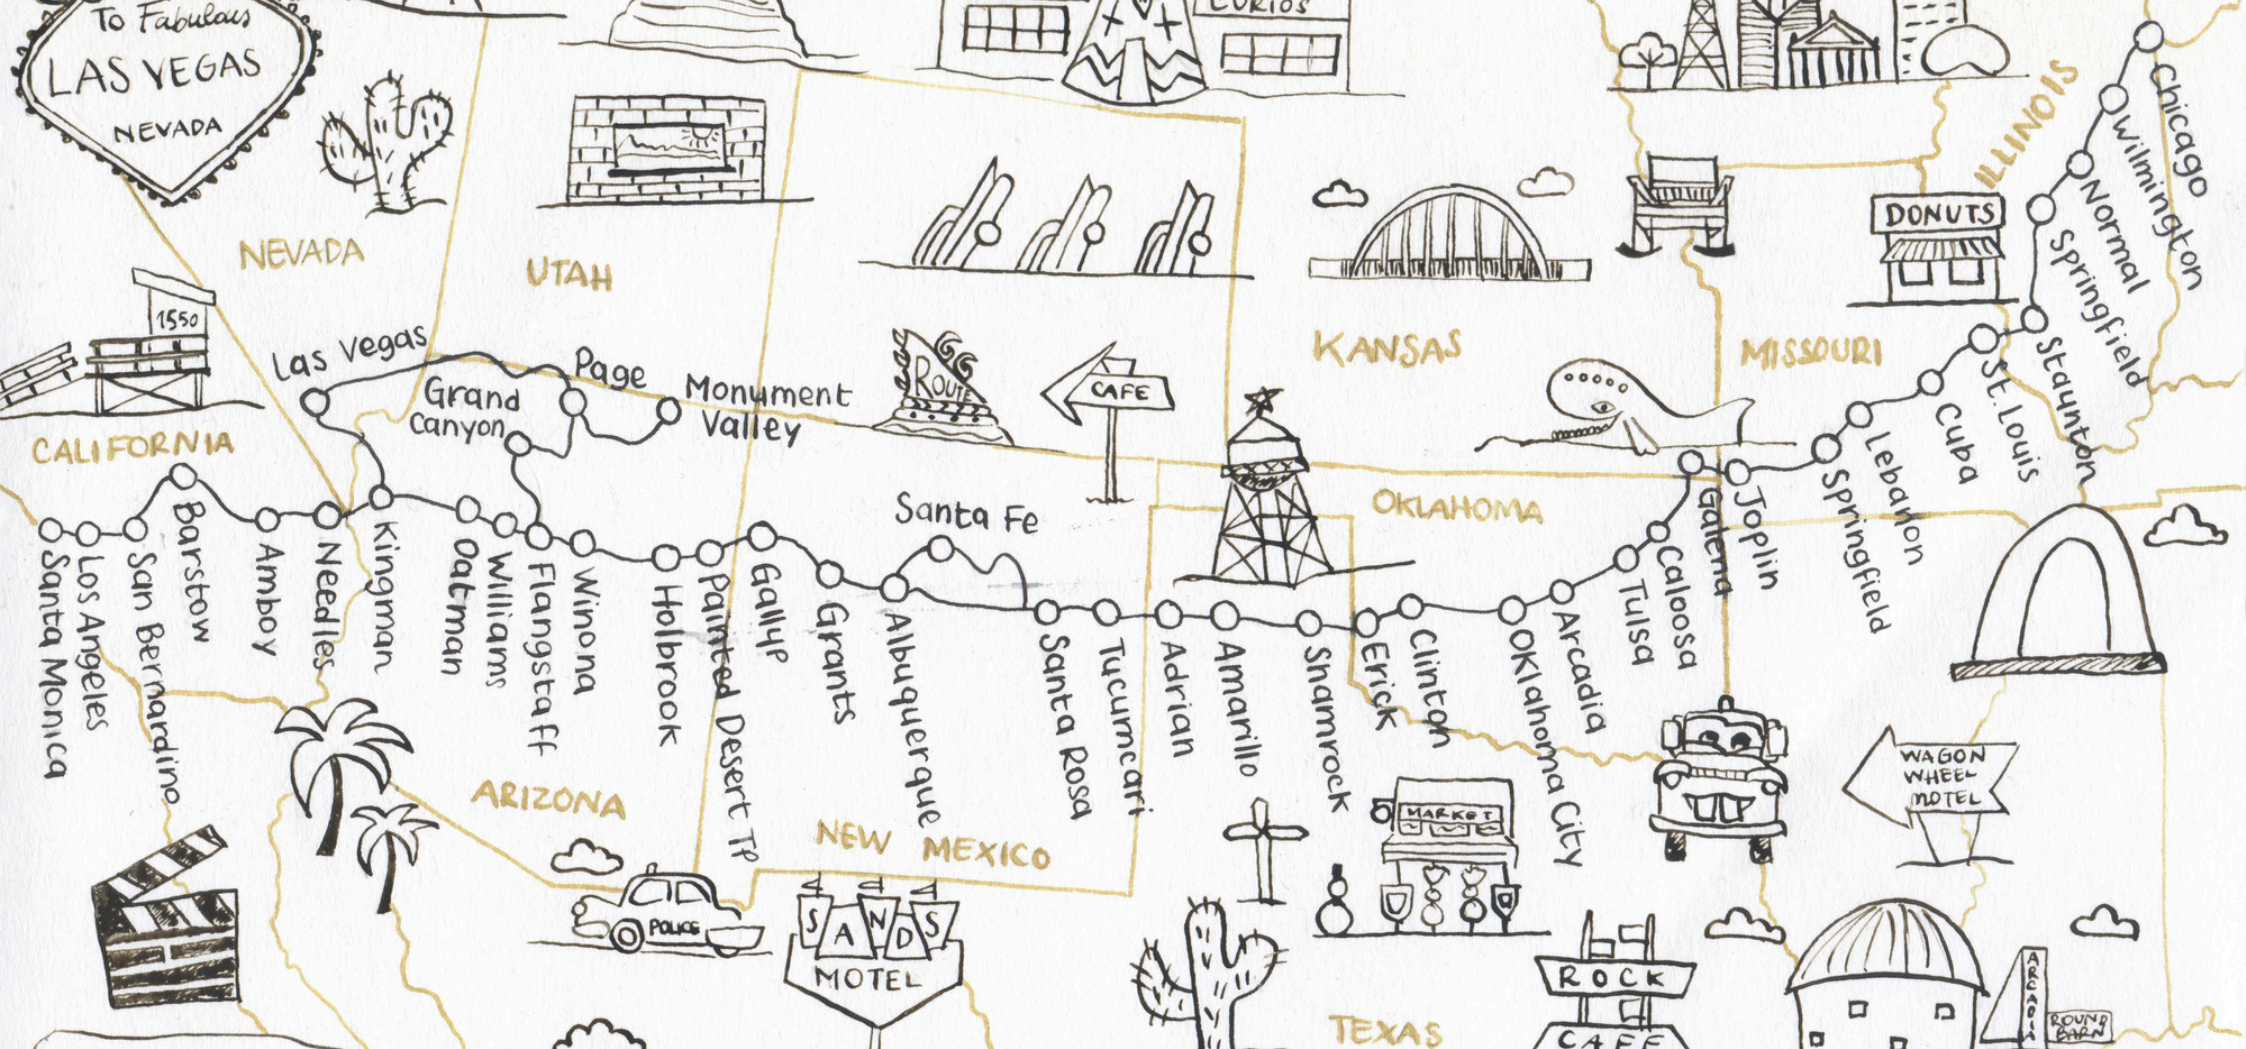 To Fabulous
LAS VEGAS
NEVADA
CURIOS
ILLINOIS
DONUTS
NEVADA
UTAH
1550
KANSAS
MISSOURI
ROUTE
CAFE
CALIFORNIA
Las Vegas
Grand
Canyon
Page
Monument
Valley
Santa Fe
OKLAHOMA
Santa Monica
Los Angeles
San Bernardino
Barstow
Amboy
Needles
Kingman
Oatman
Williams
Flangstaff
Winona
Holbrook
Painted Desert TP
Gallyp
Grants
Albuquerque
Santa Rosa
Tucumcari
Adrian
Amarillo
Shamrock
Erick
Clinton
Oklahoma City
Arcadia
Tulsa
Caloosa
Galena
Joplin
Springfield
Lebanon
Cuba
St. Louis
Staunton
Springfield
Normal
Wilmington
Chicago
ARIZONA
NEW MEXICO
POLICE
SANDS
MOTEL
MARKET
WAGON
WHEEL
MOTEL
TEXAS
ROCK
CAFE
ARCADIA
ROUND
BARN